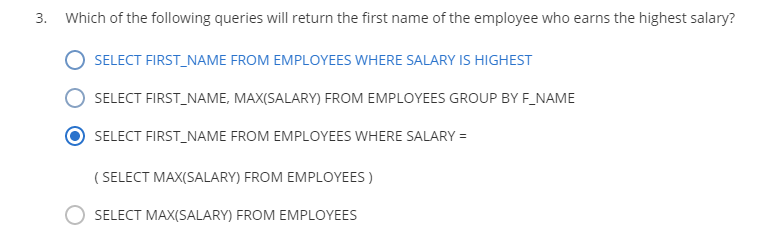 3. Which of the following queries will return the first name of the employee who earns the highest salary?
SELECT FIRST_NAME FROM EMPLOYEES WHERE SALARY IS HIGHEST
SELECT FIRST_NAME, MAX(SALARY) FROM EMPLOYEES GROUP BY F_NAME
SELECT FIRST_NAME FROM EMPLOYEES WHERE SALARY =
( SELECT MAX(SALARY) FROM EMPLOYEES )
SELECT MAX(SALARY) FROM EMPLOYEES